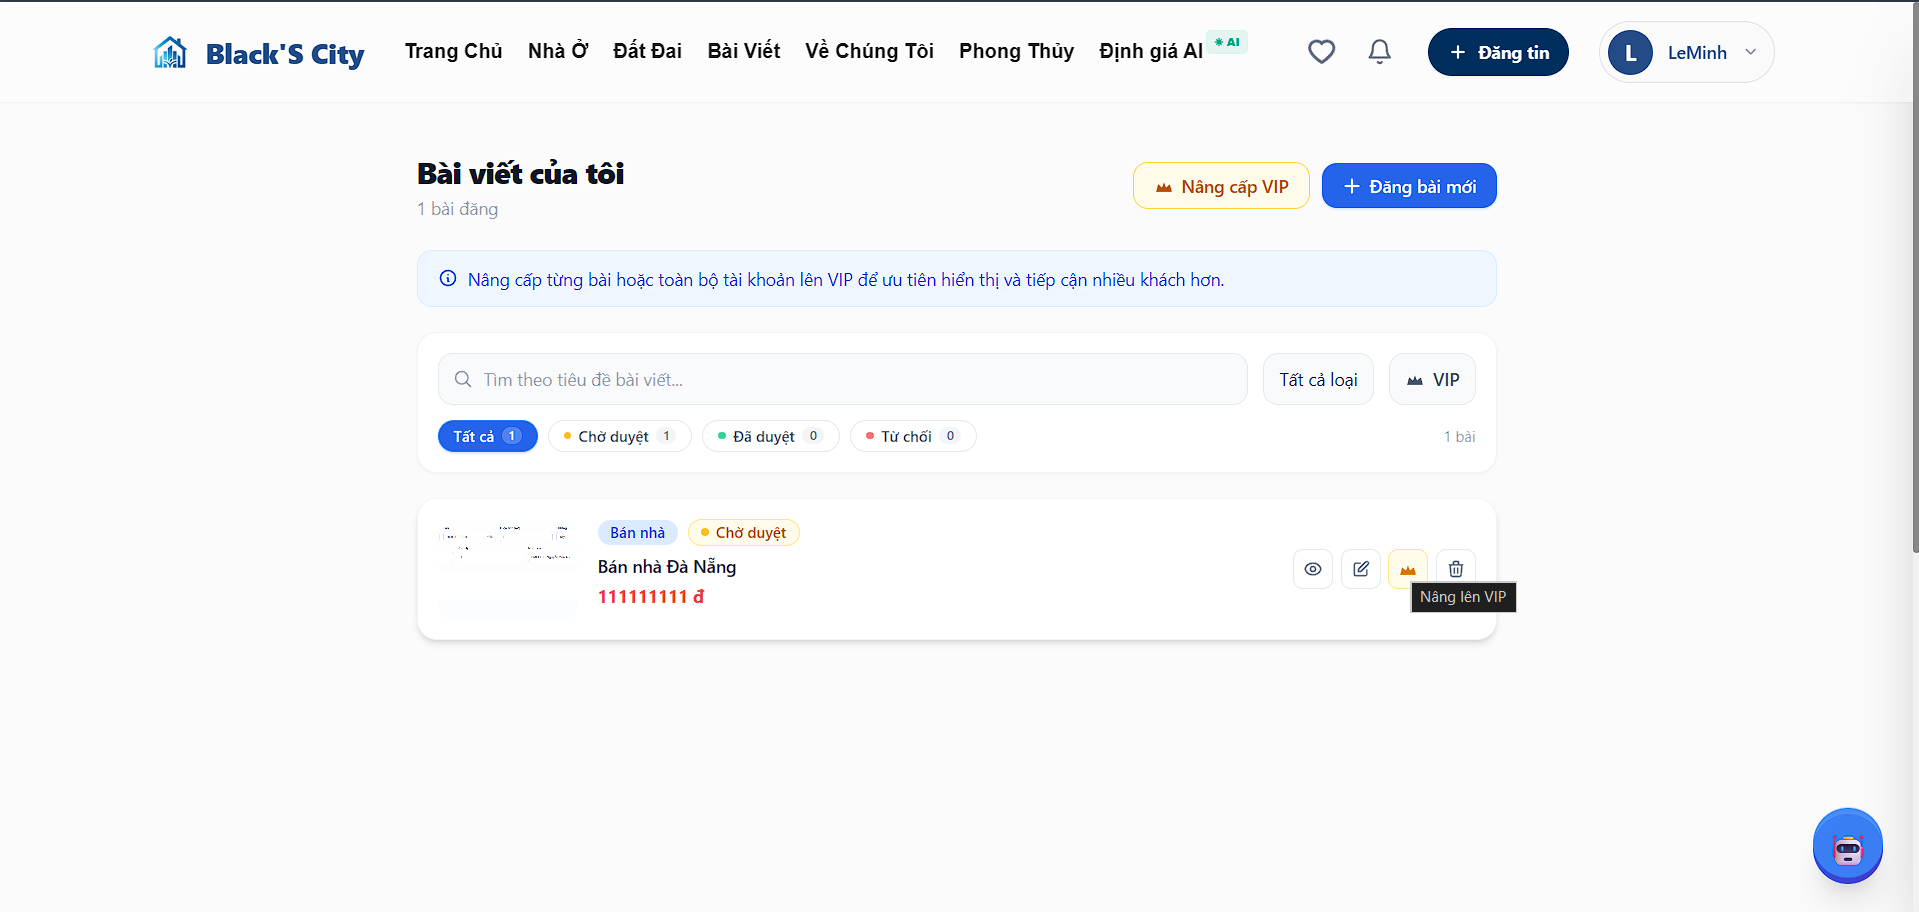 Black'S City
Trang Chủ
Nhà Ở
Đất Đai
Bài Viết
Về Chúng Tôi
Phong Thủy
Định giá AI
AI
+ Đăng tin
L
LeMinh
Bài viết của tôi
1 bài đăng
Nâng cấp VIP
+ Đăng bài mới
Nâng cấp từng bài hoặc toàn bộ tài khoản lên VIP để ưu tiên hiển thị và tiếp cận nhiều khách hơn.
Tìm theo tiêu đề bài viết...
Tất cả loại
VIP
Tất cả 1
Chờ duyệt 1
Đã duyệt 0
Từ chối 0
1 bài
Bán nhà
Chờ duyệt
Bán nhà Đà Nẵng
111111111 đ
Nâng lên VIP